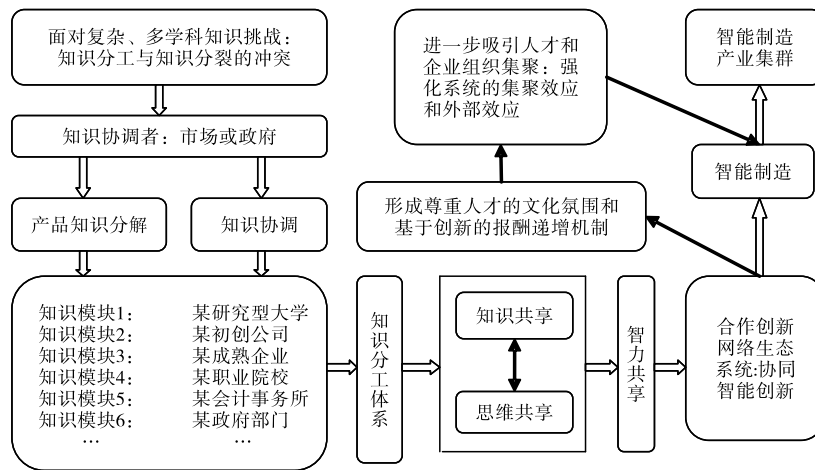 面对复杂、多学科知识挑战：
知识分工与知识分裂的冲突
知识协调者：市场或政府
产品知识分解
知识协调
知识模块1： 某研究型大学
知识模块2： 某初创公司
知识模块3： 某成熟企业
知识模块4： 某职业院校
知识模块5： 某会计事务所
知识模块6： 某政府部门
… …
知识分工体系
知识共享
思维共享
智力共享
合作创新
网络生态
系统:协同
智能创新
形成尊重人才的文化氛围和
基于创新的报酬递增机制
进一步吸引人才和
企业组织集聚：强
化系统的集聚效应
和外部效应
智能制造
智能制造
产业集群